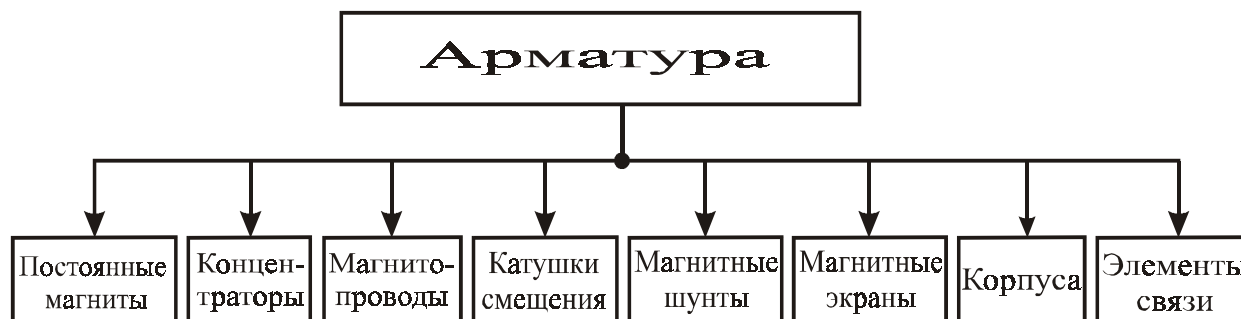 Арматура
Постоянные
магниты
Концен-
траторы
Магнито-
проводы
Катушки
смещения
Магнитные
шунты
Магнитные
экраны
Корпуса
Элементы
связи